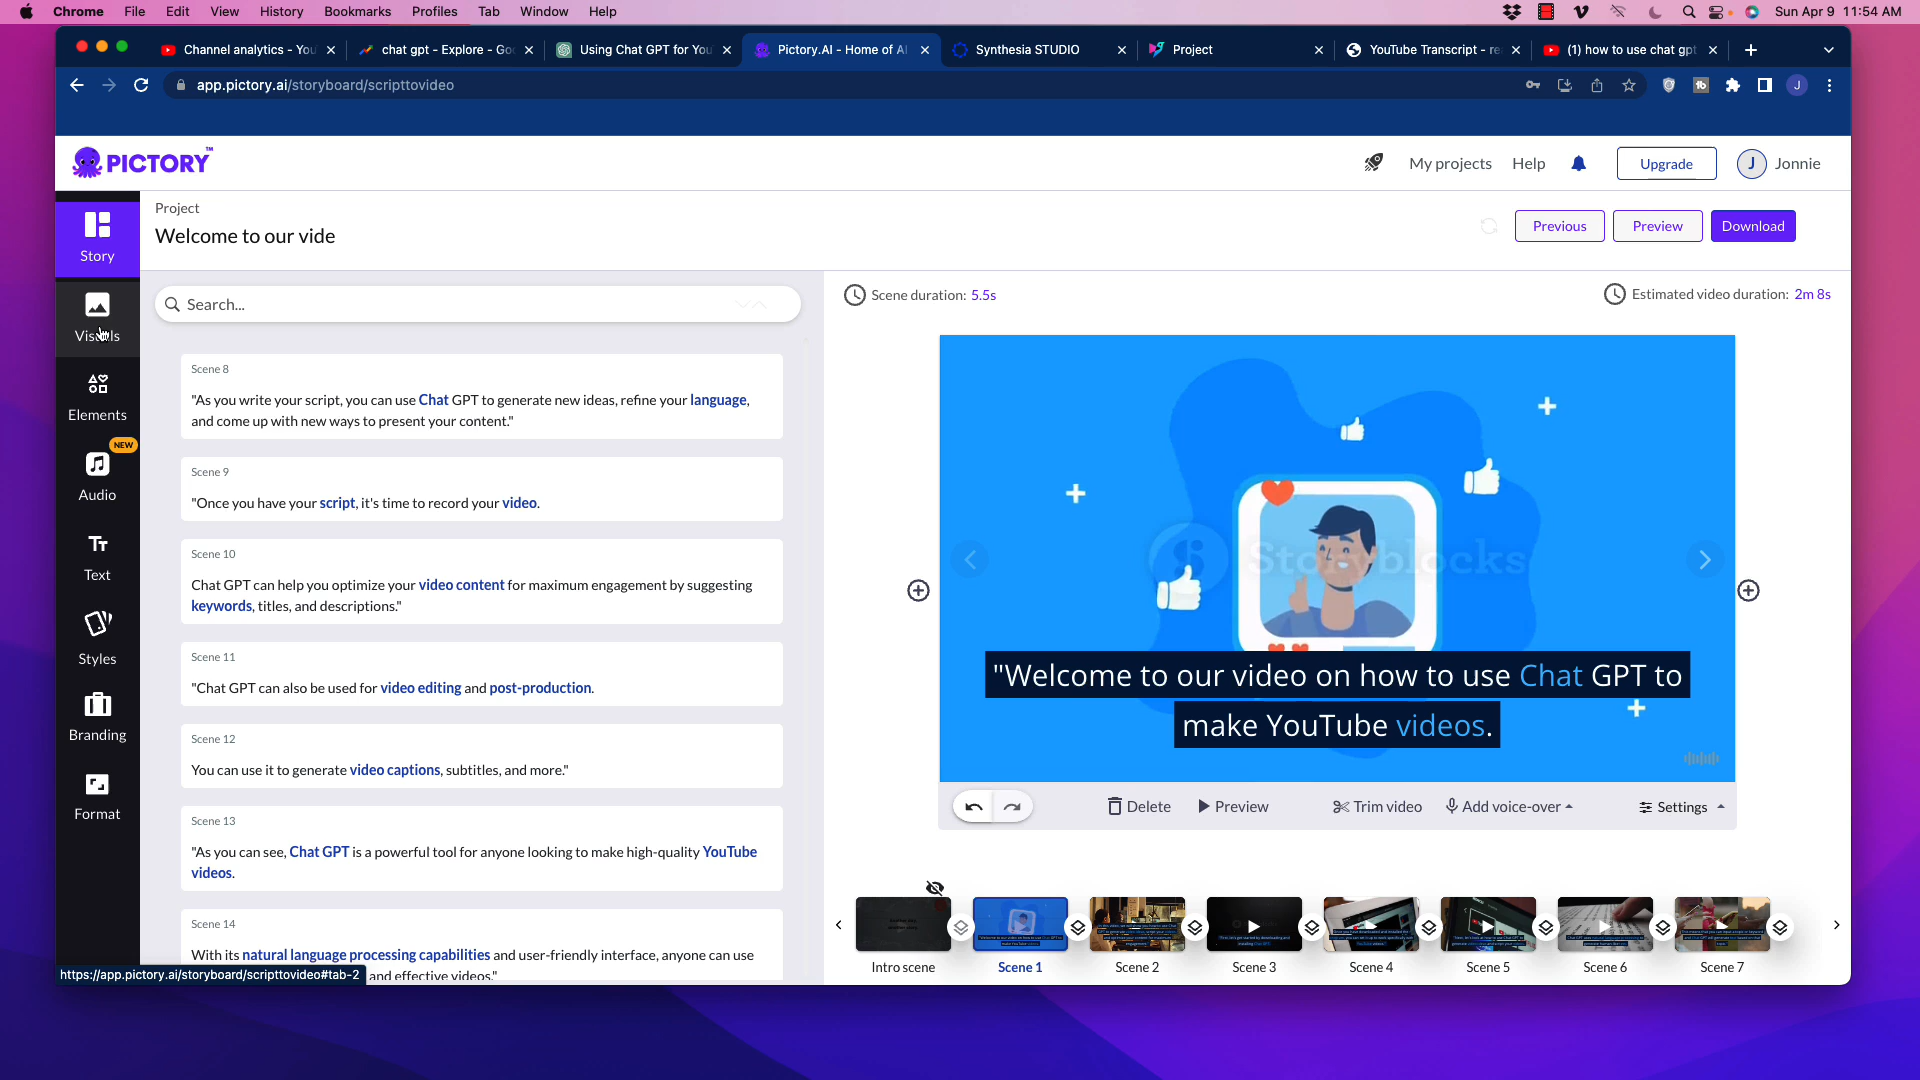 Chrome File Edit View History Bookmarks Profiles Tab Window Help Sun Apr 9 11:54 AM
Channel analytics - You chat gpt - Explore - Goo Using Chat GPT for You Pictory.AI - Home of AI Synthesia STUDIO Project YouTube Transcript - re (1) how to use chat gpt
app.pictory.ai/storyboard/scripttovideo
PICTORY™
My projects Help Upgrade J Jonnie
Project
Welcome to our vide
Previous Preview Download
Story
Visuals
Elements
NEW
Audio
Text
Styles
Branding
Format
Search...
Scene duration: 5.5s
Estimated video duration: 2m 8s
Scene 8
"As you write your script, you can use Chat GPT to generate new ideas, refine your language,
and come up with new ways to present your content."
Scene 9
"Once you have your script, it's time to record your video.
Scene 10
Chat GPT can help you optimize your video content for maximum engagement by suggesting
keywords, titles, and descriptions."
Scene 11
"Chat GPT can also be used for video editing and post-production.
Scene 12
You can use it to generate video captions, subtitles, and more."
Scene 13
"As you can see, Chat GPT is a powerful tool for anyone looking to make high-quality YouTube
videos.
Scene 14
With its natural language processing capabilities and user-friendly interface, anyone can use
and effective videos."
https://app.pictory.ai/storyboard/scripttovideo#tab-2
Storyblocks
"Welcome to our video on how to use Chat GPT to
make YouTube videos.
Delete Preview Trim video Add voice-over Settings
Intro scene Scene 1 Scene 2 Scene 3 Scene 4 Scene 5 Scene 6 Scene 7